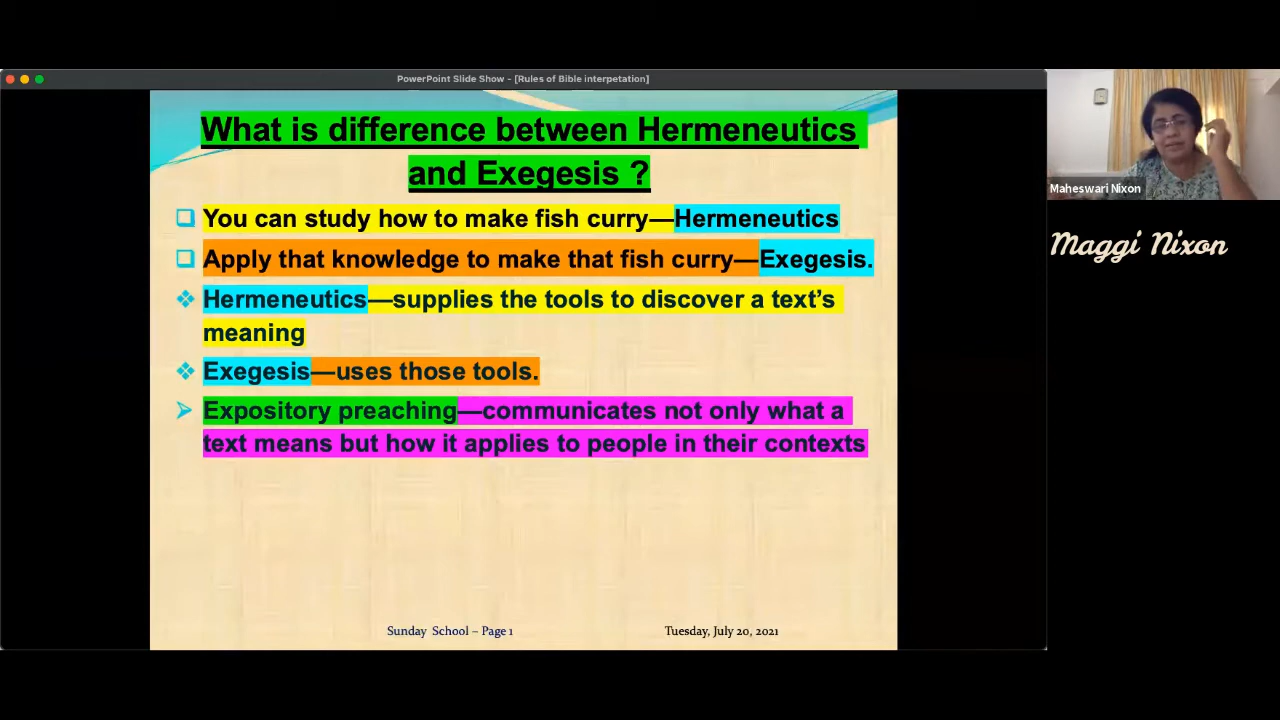 PowerPoint Slide Show - [Rules of Bible interpetation]
What is difference between Hermeneutics
and Exegesis ?
You can study how to make fish curry—Hermeneutics
Apply that knowledge to make that fish curry—Exegesis.
Hermeneutics—supplies the tools to discover a text’s
meaning
Exegesis—uses those tools.
Expository preaching—communicates not only what a
text means but how it applies to people in their contexts
Sunday School – Page 1
Tuesday, July 20, 2021
Maheswari Nixon
Maggi Nixon